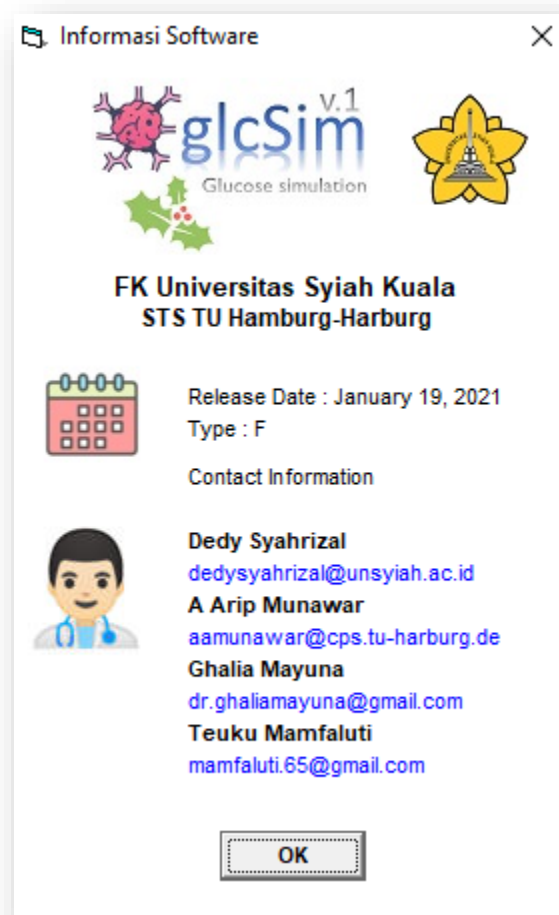 Informasi Software
glcSim v.1
Glucose simulation
FK Universitas Syiah Kuala
STS TU Hamburg-Harburg
Release Date : January 19, 2021
Type : F
Contact Information
Dedy Syahrizal
dedysyahrizal@unsyiah.ac.id
A Arip Munawar
aamunawar@cps.tu-harburg.de
Ghalia Mayuna
dr.ghaliamayuna@gmail.com
Teuku Mamfaluti
mamfaluti.65@gmail.com
OK